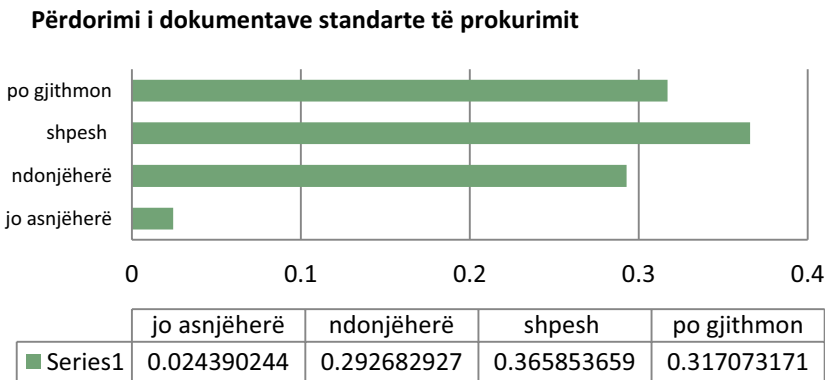 Përdorimi i dokumentave standarte të prokurimit
po gjithmon
shpesh
ndonjëherë
jo asnjëherë
0 0.1 0.2 0.3 0.4
jo asnjëherë ndonjëherë shpesh po gjithmon
Series1 0.024390244 0.292682927 0.365853659 0.317073171